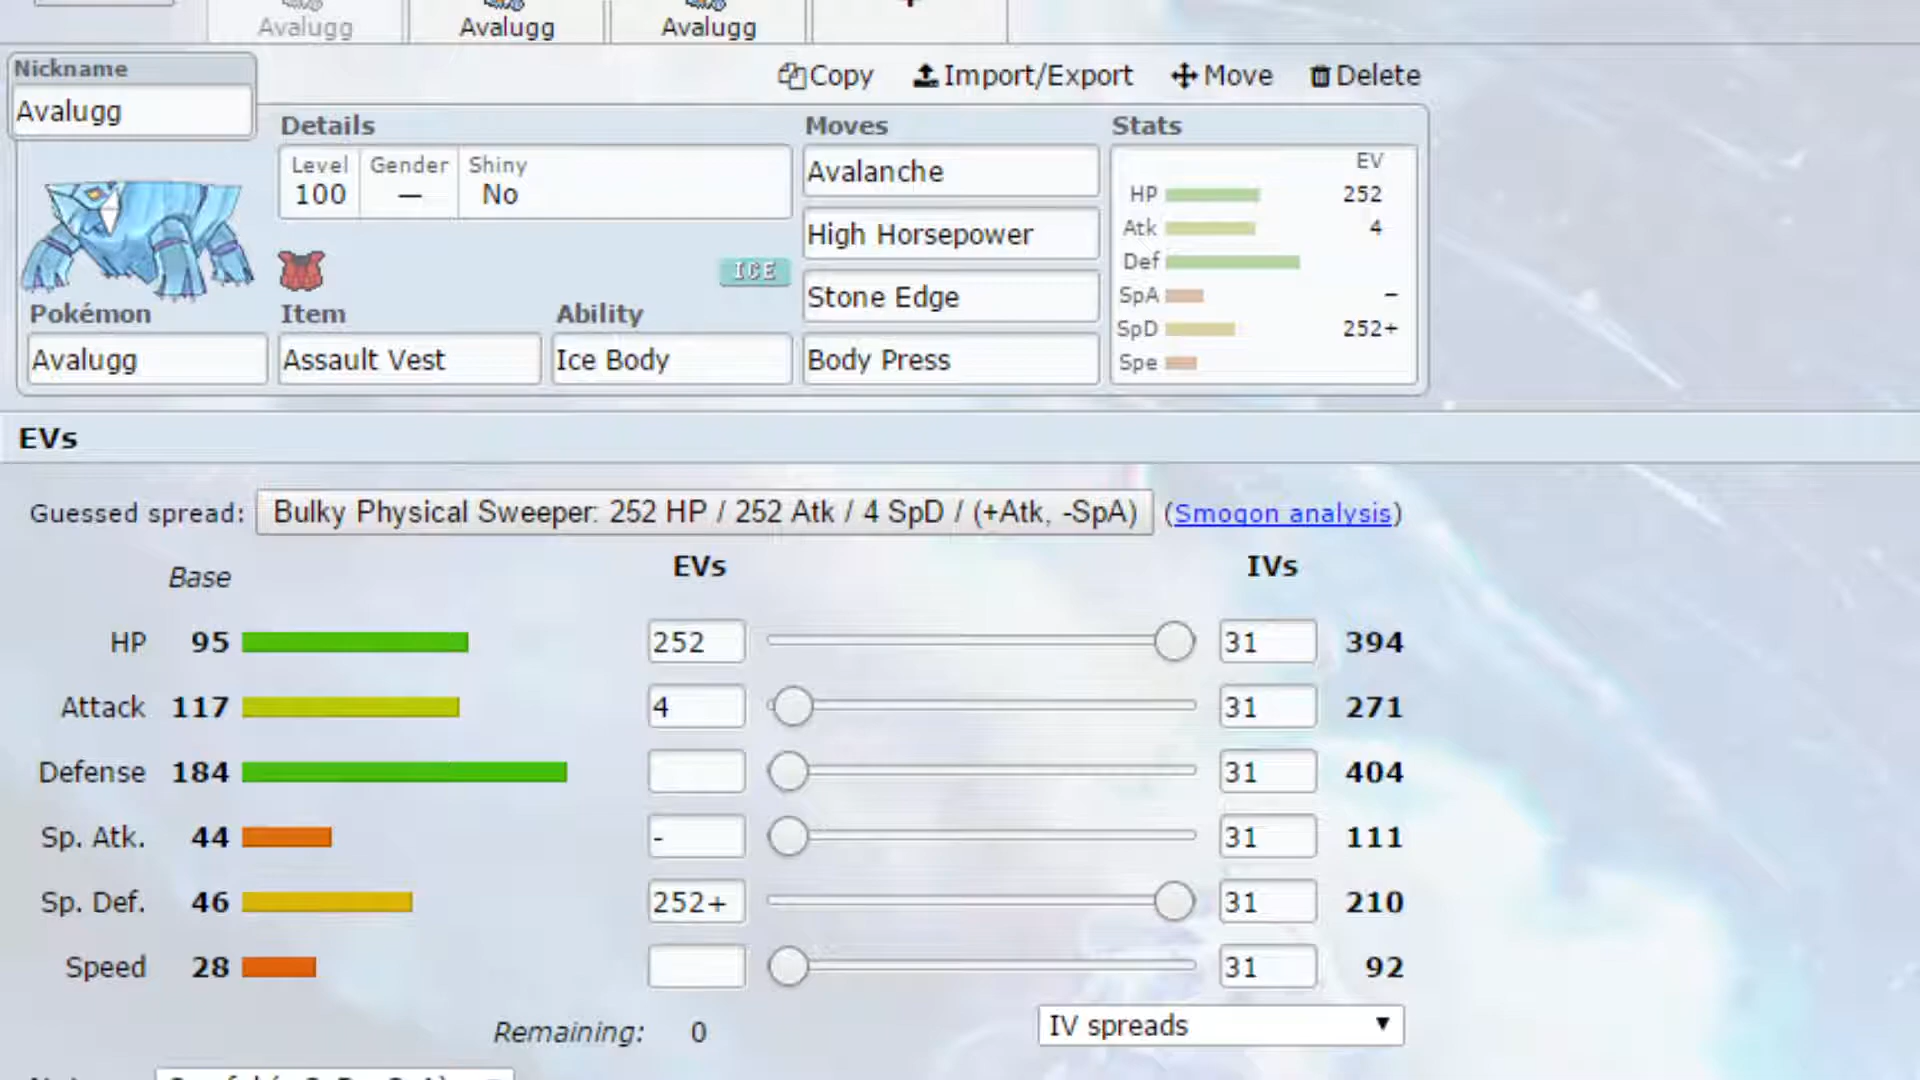 Avalugg
Avalugg
Avalugg
Nickname
Avalugg
Copy
Import/Export
Move
Delete
Details
Moves
Stats
Level
Gender
Shiny
100
—
No
Avalanche
High Horsepower
Stone Edge
Body Press
EV
HP 252
Atk 4
Def
SpA –
SpD 252+
Spe
ICE
Pokémon
Item
Ability
Avalugg
Assault Vest
Ice Body
EVs
Guessed spread: Bulky Physical Sweeper: 252 HP / 252 Atk / 4 SpD / (+Atk, -SpA) (Smogon analysis)
Base
EVs
IVs
HP 95 252 31 394
Attack 117 4 31 271
Defense 184 31 404
Sp. Atk. 44 - 31 111
Sp. Def. 46 252+ 31 210
Speed 28 31 92
Remaining: 0
IV spreads